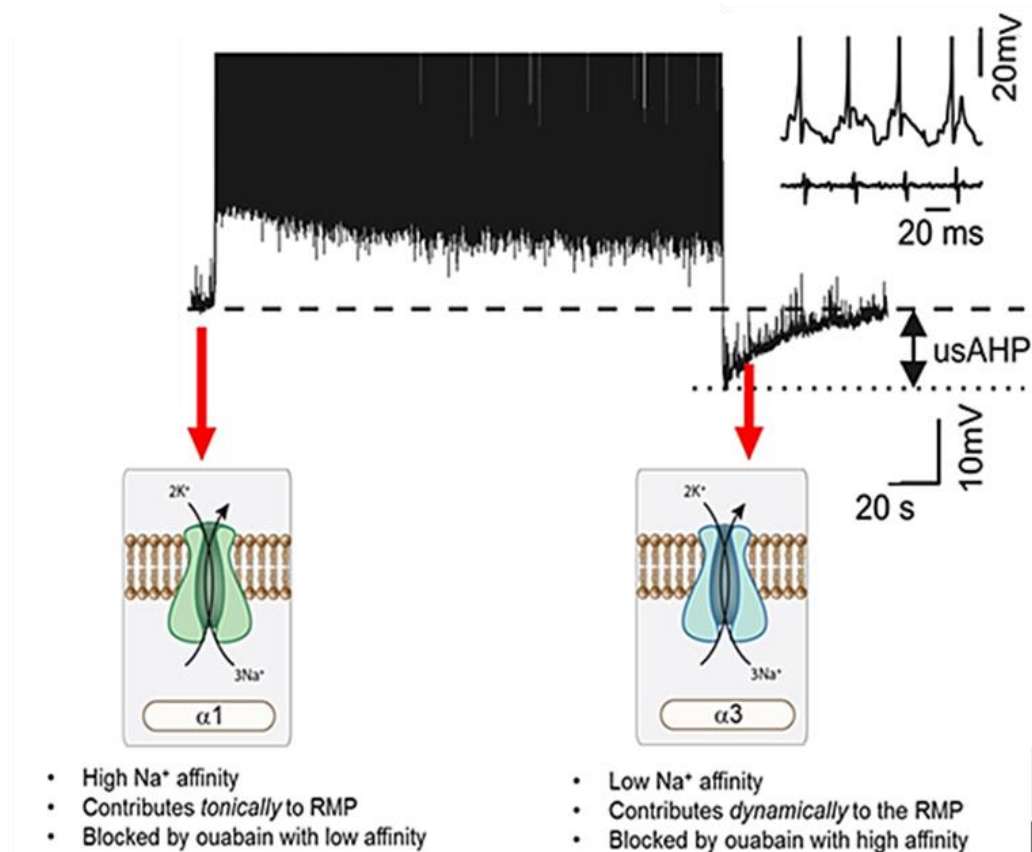 20mV
20 ms
usAHP
10mV
20 s
2K⁺
3Na⁺
α1
2K⁺
3Na⁺
α3
• High Na⁺ affinity
• Contributes tonically to RMP
• Blocked by ouabain with low affinity
• Low Na⁺ affinity
• Contributes dynamically to the RMP
• Blocked by ouabain with high affinity